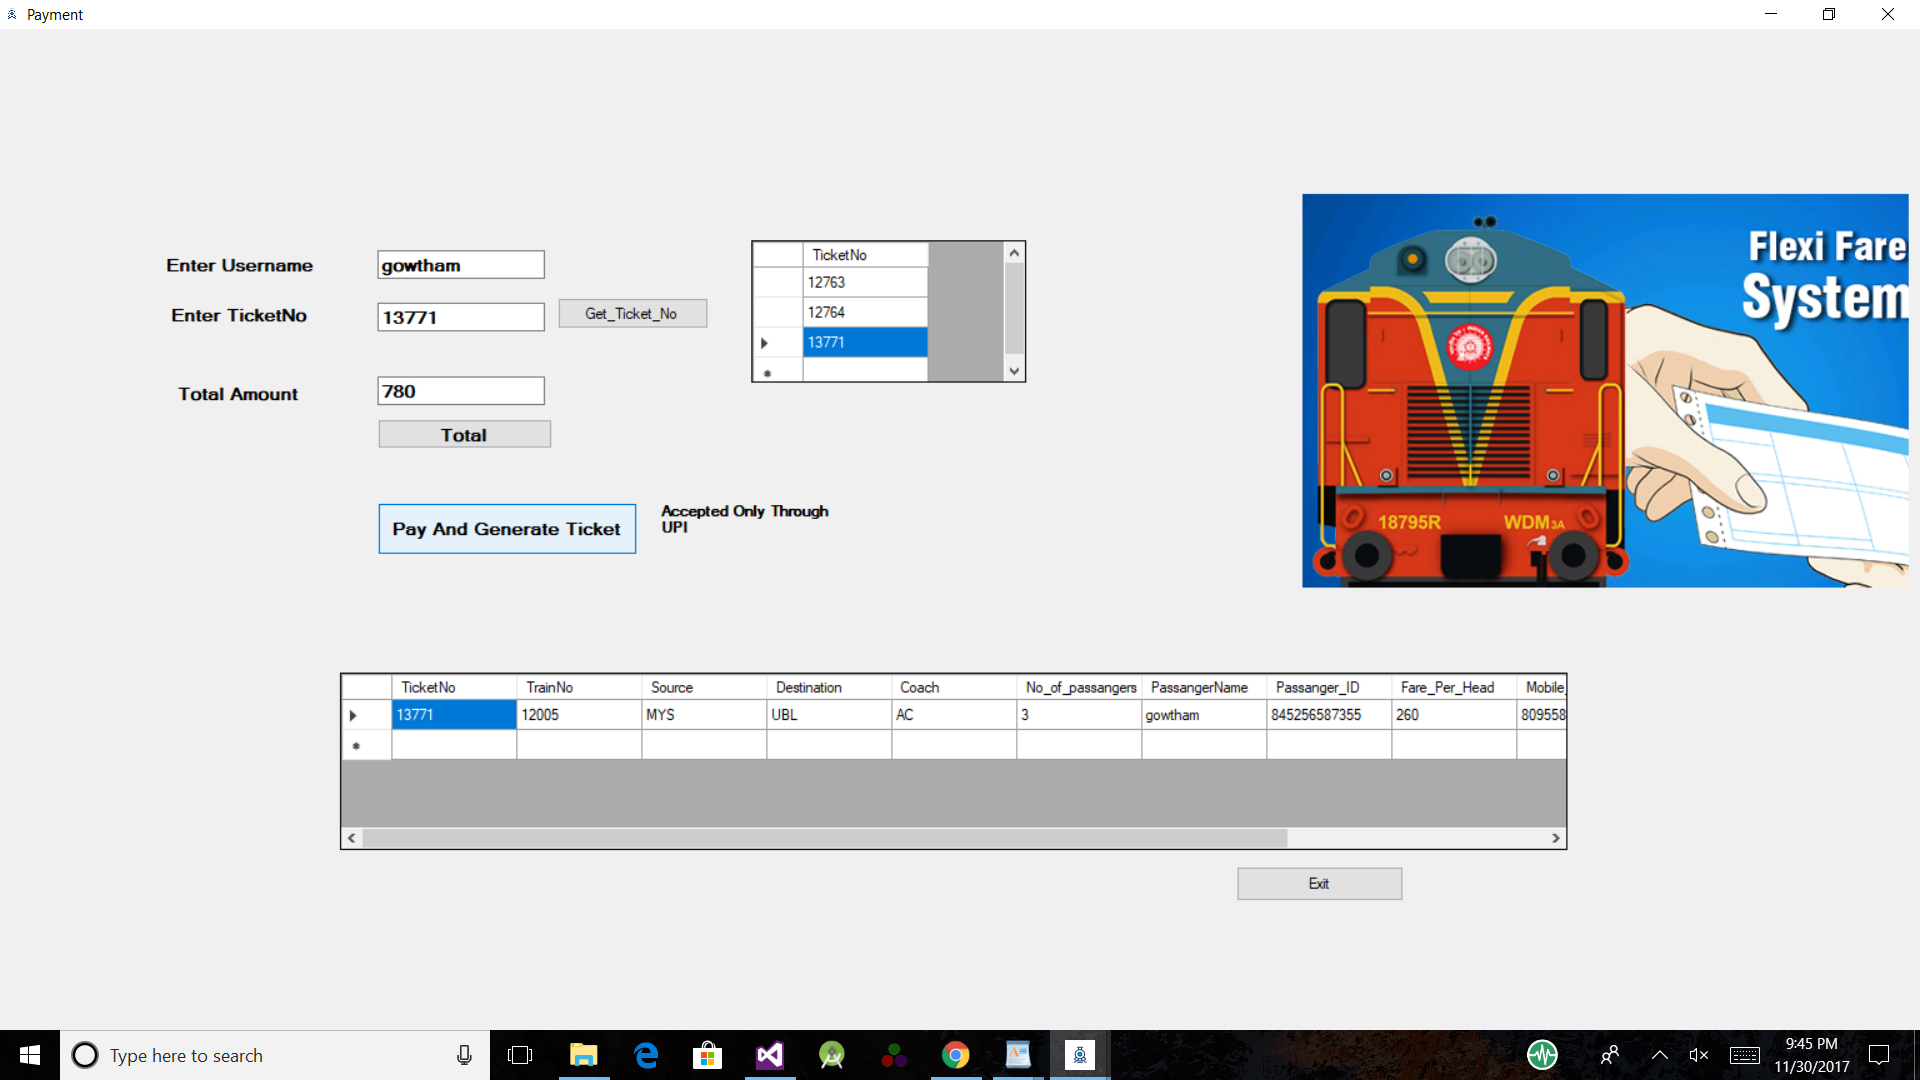 Payment
Enter Username
gowtham
Enter TicketNo
13771
Get_Ticket_No
TicketNo
12763
12764
13771
Total Amount
780
Total
Pay And Generate Ticket
Accepted Only Through
UPI
Flexi Fare
System
18795R
WDM3A
TicketNo TrainNo Source Destination Coach No_of_passangers PassangerName Passanger_ID Fare_Per_Head Mobile_
13771 12005 MYS UBL AC 3 gowtham 845256587355 260 809558
Exit
Type here to search
9:45 PM
11/30/2017